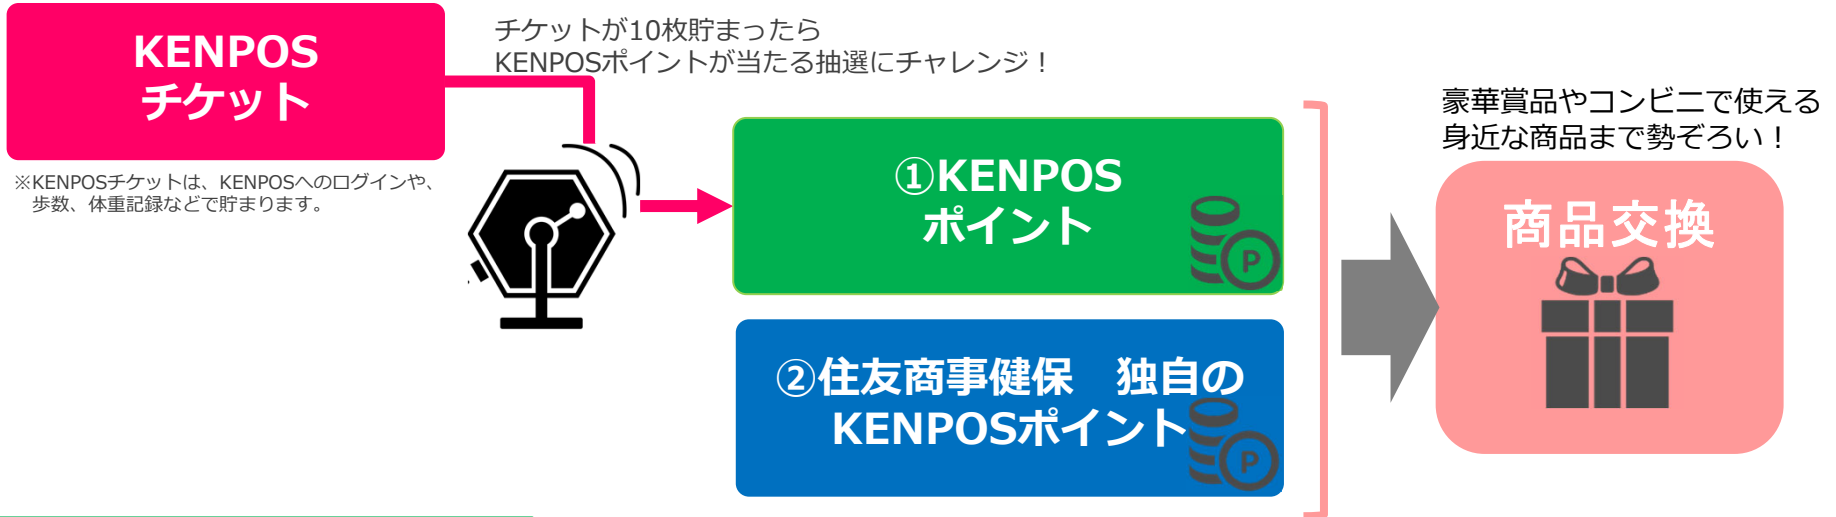 KENPOS
チケット
※KENPOSチケットは、KENPOSへのログインや、
歩数、体重記録などで貯まります。
チケットが10枚貯まったら
KENPOSポイントが当たる抽選にチャレンジ！
①KENPOS
ポイント
P
②住友商事健保　独自の
KENPOSポイント
P
豪華賞品やコンビニで使える
身近な商品まで勢ぞろい！
商品交換